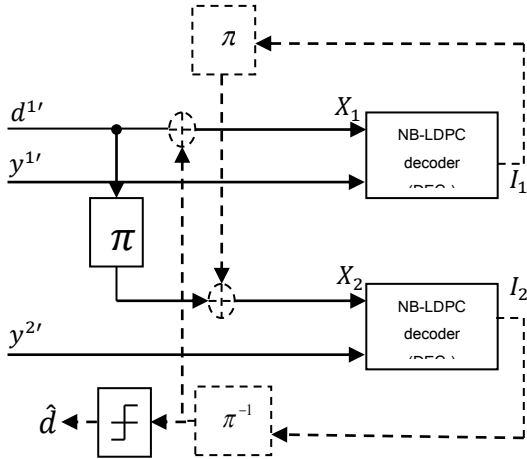 π
d¹′
X₁
NB-LDPC
decoder
y¹′
I₁
π
X₂
I₂
NB-LDPC
decoder
y²′
d̂
π⁻¹